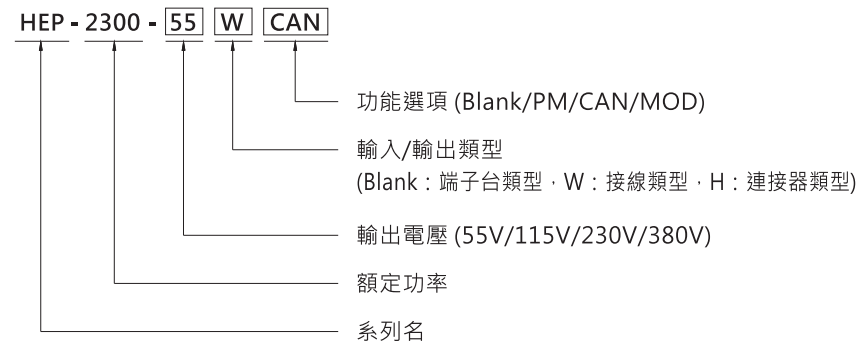 HEP - 2300 - 55 W CAN
功能選項 (Blank/PM/CAN/MOD)
輸入/輸出類型
(Blank：端子台類型，W：接線類型，H：連接器類型)
輸出電壓 (55V/115V/230V/380V)
額定功率
系列名